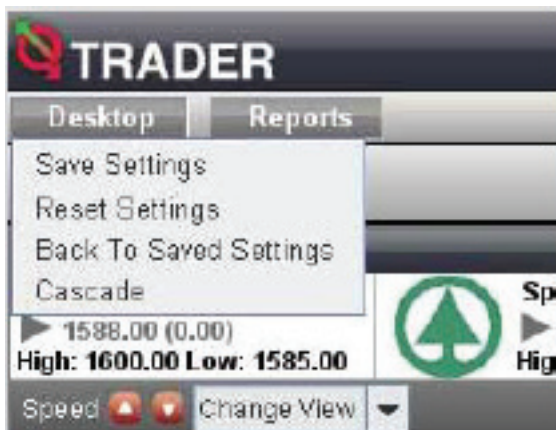 TRADER
Desktop Reports
Save Settings
Reset Settings
Back To Saved Settings
Cascade
1588.00 (0.00)
High: 1600.00 Low: 1585.00
Speed Change View